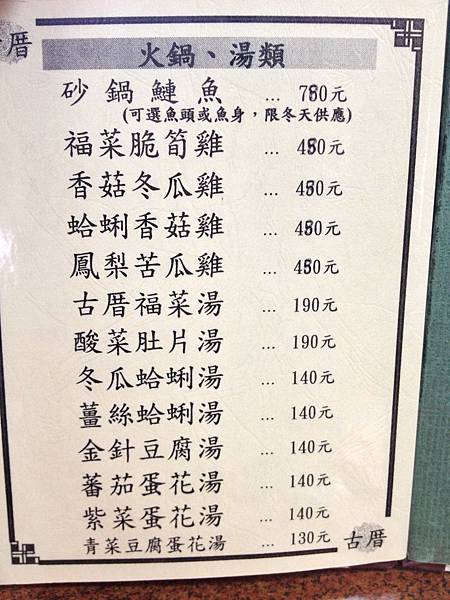 古厝
火鍋、湯類
砂鍋鰱魚 ... 780元
(可選魚頭或魚身,限冬天供應)
福菜脆筍雞 ... 480元
香菇冬瓜雞 ... 480元
蛤蜊香菇雞 ... 480元
鳳梨苦瓜雞 ... 480元
古厝福菜湯 ... 190元
酸菜肚片湯 ... 190元
冬瓜蛤蜊湯 ... 140元
薑絲蛤蜊湯 ... 140元
金針豆腐湯 ... 140元
蕃茄蛋花湯 ... 140元
紫菜蛋花湯 ... 140元
青菜豆腐蛋花湯 ... 130元
古厝